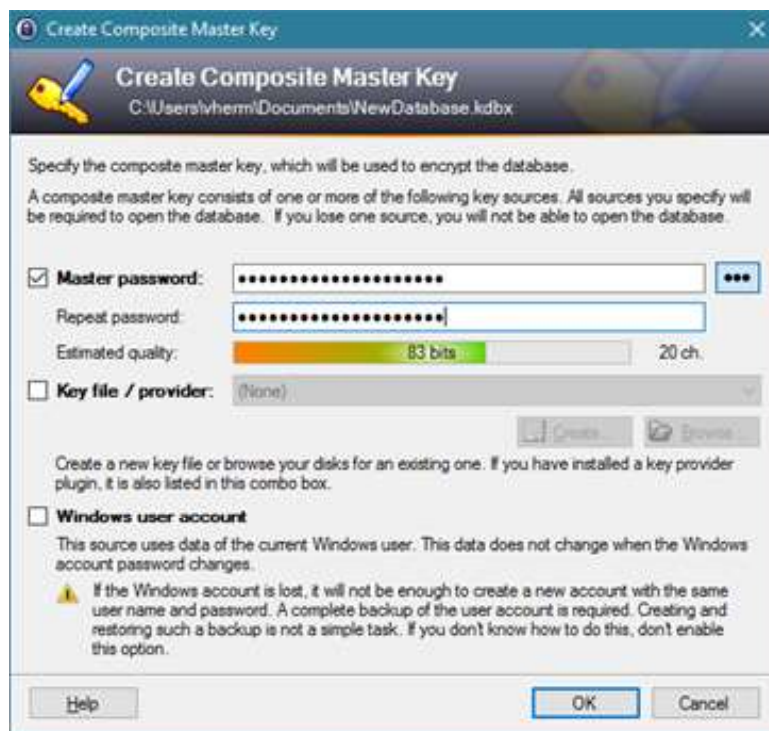 Create Composite Master Key
Create Composite Master Key
C:\Users\vherm\Documents\NewDatabase.kdbx
Specify the composite master key, which will be used to encrypt the database.
A composite master key consists of one or more of the following key sources. All sources you specify will
be required to open the database. If you lose one source, you will not be able to open the database.
Master password:
Repeat password:
Estimated quality: 83 bits 20 ch.
Key file / provider: (None)
Create... Browse...
Create a new key file or browse your disks for an existing one. If you have installed a key provider
plugin, it is also listed in this combo box.
Windows user account
This source uses data of the current Windows user. This data does not change when the Windows
account password changes.
If the Windows account is lost, it will not be enough to create a new account with the same
user name and password. A complete backup of the user account is required. Creating and
restoring such a backup is not a simple task. If you don't know how to do this, don't enable
this option.
Help OK Cancel